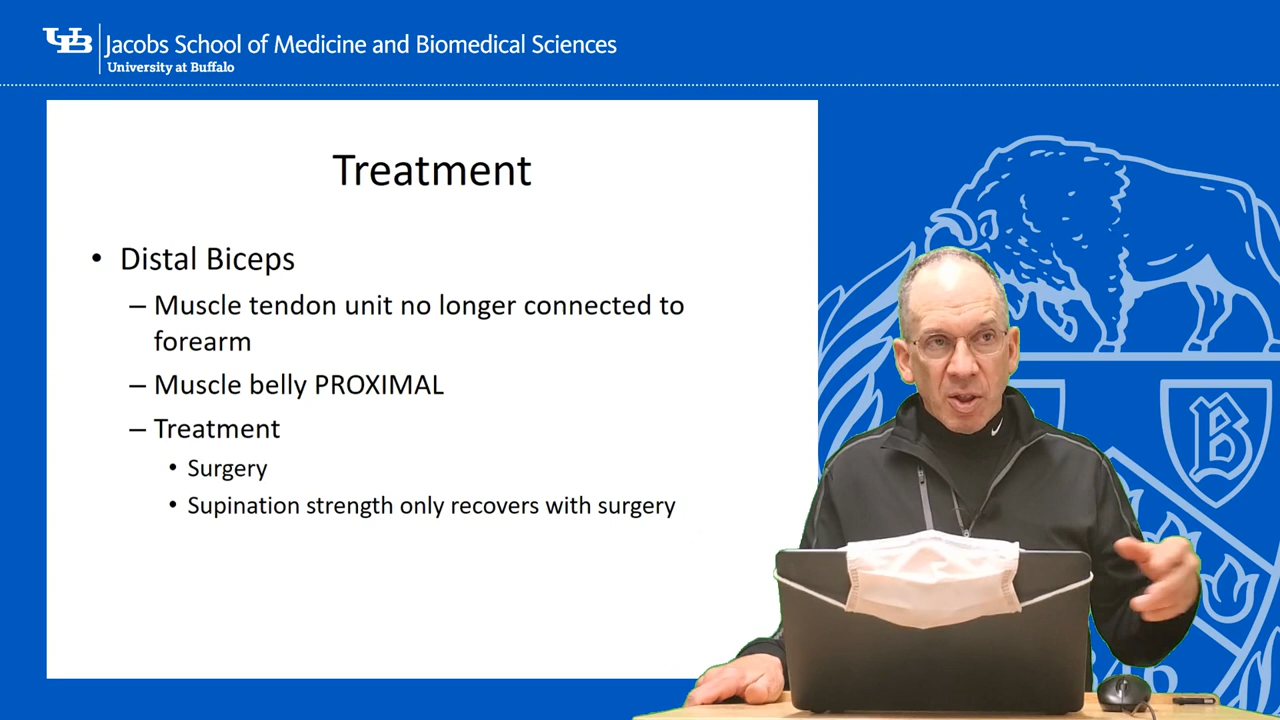 UB Jacobs School of Medicine and Biomedical Sciences
University at Buffalo
Treatment
• Distal Biceps
– Muscle tendon unit no longer connected to
forearm
– Muscle belly PROXIMAL
– Treatment
• Surgery
• Supination strength only recovers with surgery
B